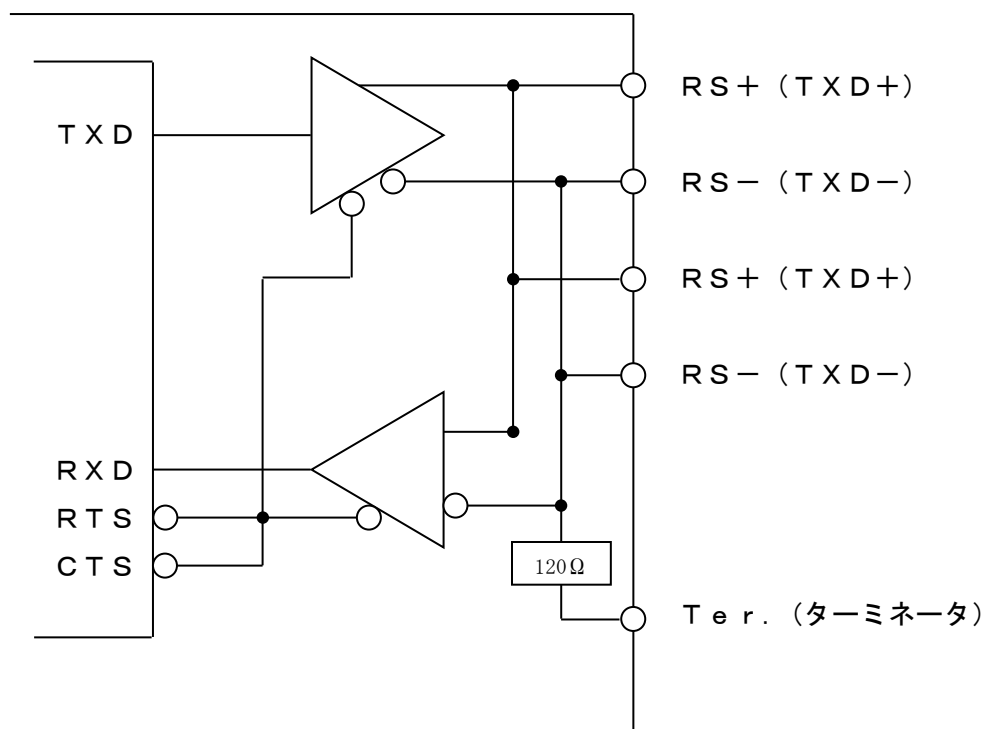 TXD
RS+(TXD+)
RS-(TXD-)
RS+(TXD+)
RS-(TXD-)
RXD
RTS
CTS
120Ω
Ter.(ターミネータ)